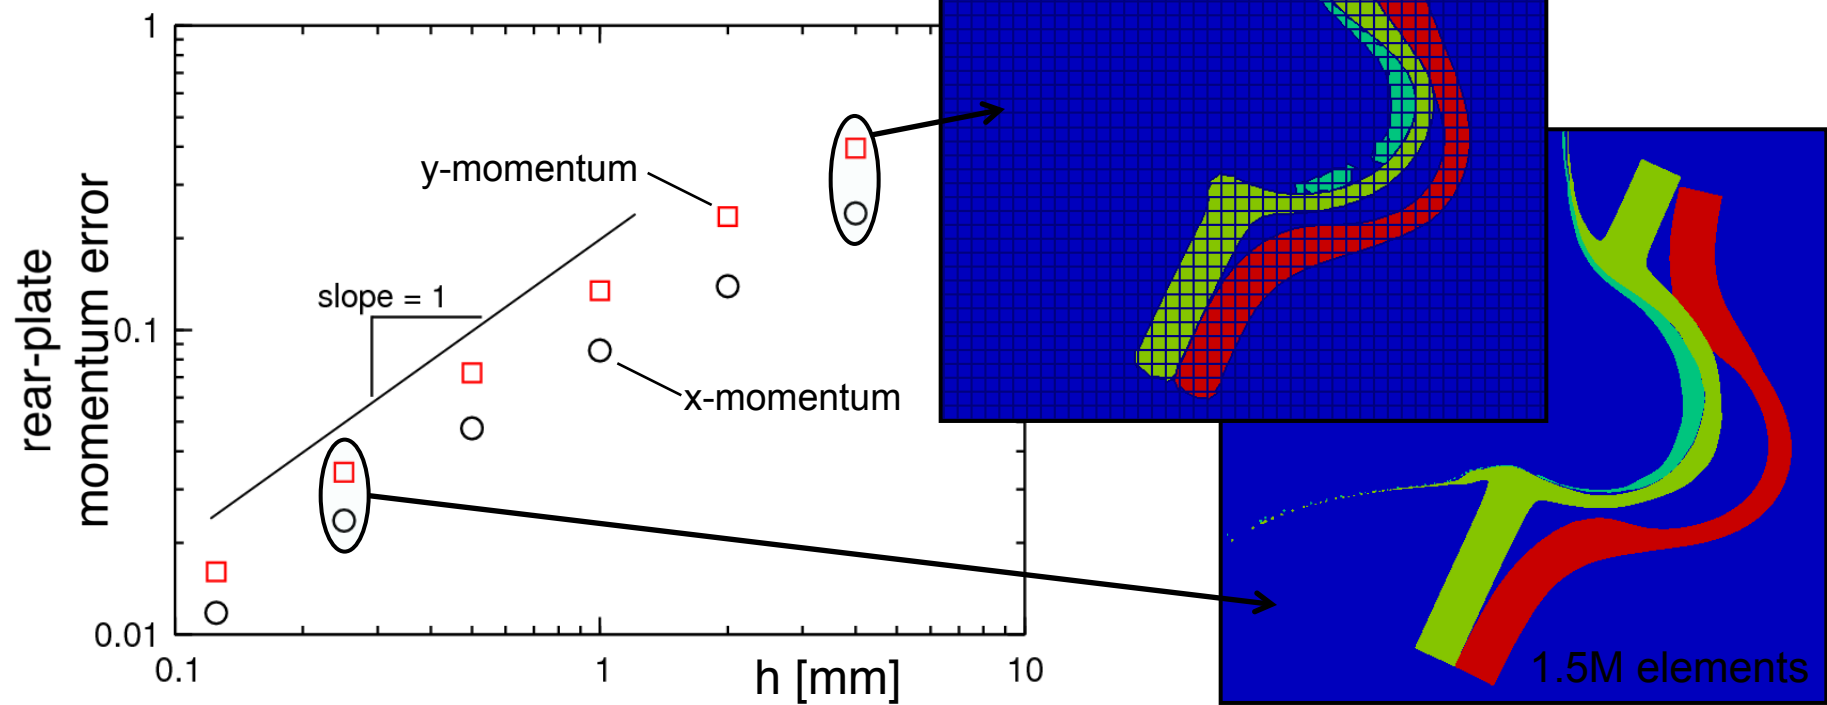 1
y-momentum
rear-plate
momentum error
slope = 1
0.1
x-momentum
0.01
0.1
1
h [mm]
10
1.5M elements